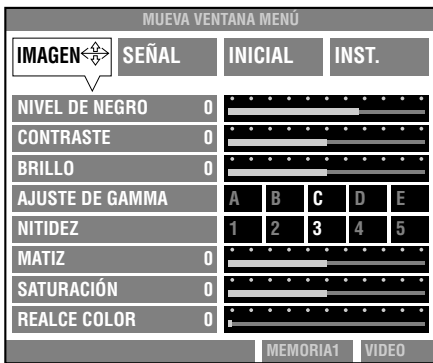 MUEVA VENTANA MENÚ
IMAGEN SEÑAL INICIAL INST.
NIVEL DE NEGRO 0
CONTRASTE 0
BRILLO 0
AJUSTE DE GAMMA A B C D E
NITIDEZ 1 2 3 4 5
MATIZ 0
SATURACIÓN 0
REALCE COLOR 0
MEMORIA1 VIDEO